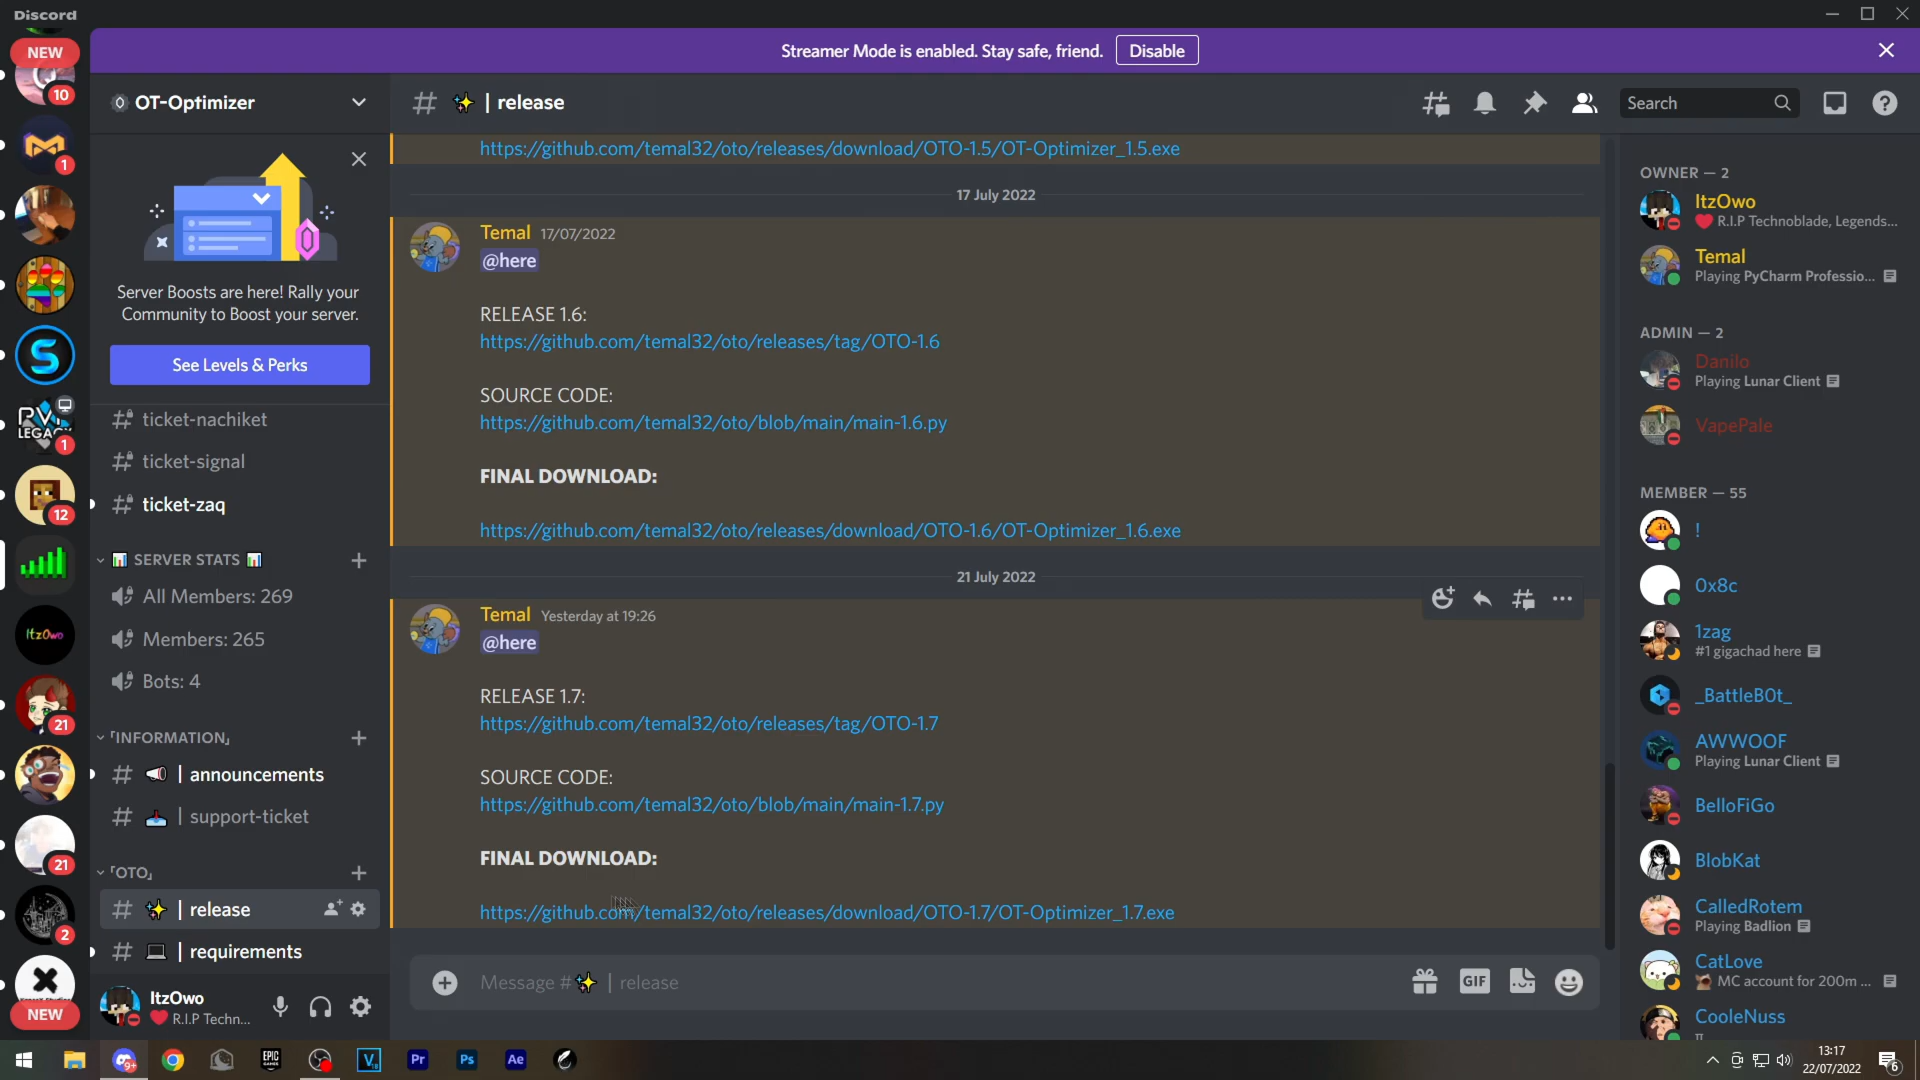 Discord
Streamer Mode is enabled. Stay safe, friend.
Disable
NEW
10
1
1
12
21
21
2
NEW
OT-Optimizer
Server Boosts are here! Rally your
Community to Boost your server.
See Levels & Perks
ticket-nachiket
ticket-signal
ticket-zaq
📊 SERVER STATS 📊
All Members: 269
Members: 265
Bots: 4
「INFORMATION」
📣 | announcements
📥 | support-ticket
「OTO」
✨ | release
💻 | requirements
ItzOwo
❤️ R.I.P Techn...
✨ | release
Search
https://github.com/temal32/oto/releases/download/OTO-1.5/OT-Optimizer_1.5.exe
17 July 2022
Temal 17/07/2022
@here
RELEASE 1.6:
https://github.com/temal32/oto/releases/tag/OTO-1.6
SOURCE CODE:
https://github.com/temal32/oto/blob/main/main-1.6.py
FINAL DOWNLOAD:
https://github.com/temal32/oto/releases/download/OTO-1.6/OT-Optimizer_1.6.exe
21 July 2022
Temal Yesterday at 19:26
@here
RELEASE 1.7:
https://github.com/temal32/oto/releases/tag/OTO-1.7
SOURCE CODE:
https://github.com/temal32/oto/blob/main/main-1.7.py
FINAL DOWNLOAD:
https://github.com/temal32/oto/releases/download/OTO-1.7/OT-Optimizer_1.7.exe
Message #✨ | release
GIF
OWNER — 2
ItzOwo
❤️ R.I.P Technoblade, Legends...
Temal
Playing PyCharm Professio...
ADMIN — 2
Danilo
Playing Lunar Client
VapePale
MEMBER — 55
!
0x8c
1zag
#1 gigachad here
_BattleB0t_
AWWOOF
Playing Lunar Client
BelloFiGo
BlobKat
CalledRotem
Playing Badlion
CatLove
MC account for 200m ...
CooleNuss
S
PVP
LEGACY
ItzOwo
9+
EPIC
GAMES
V
Pr
Ps
Ae
13:17
22/07/2022
6